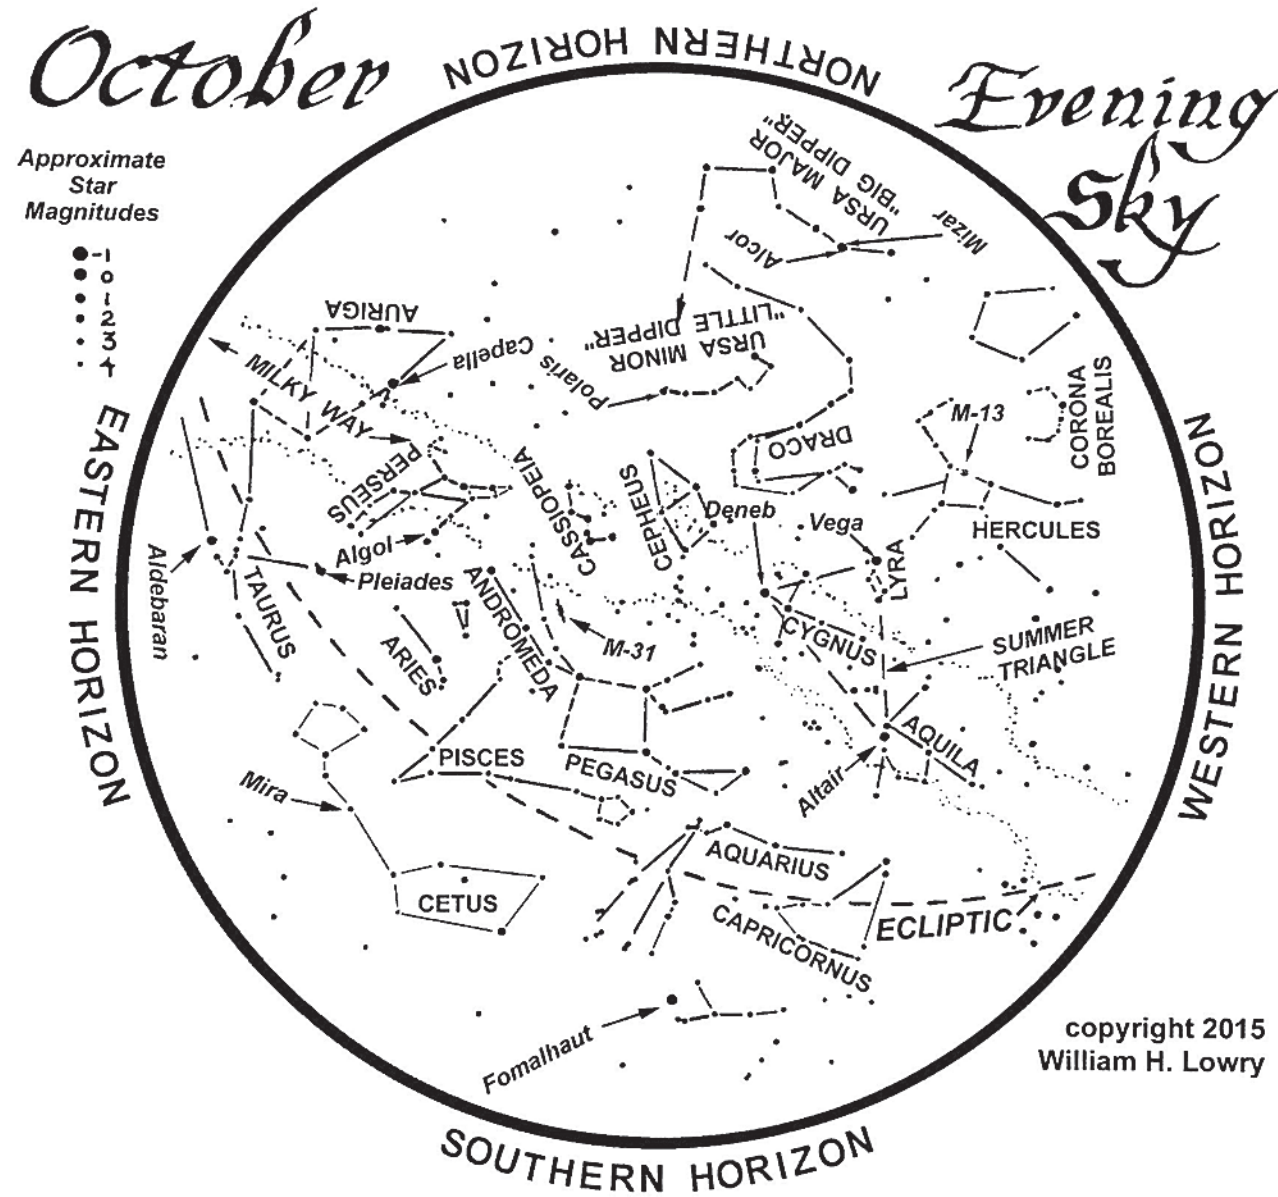 October
Evening
Sky
NORTHERN HORIZON
Approximate
Star
Magnitudes
-1
0
1
2
3
4
URSA MAJOR
"BIG DIPPER"
Mizar
Alcor
AURIGA
Capella
URSA MINOR
"LITTLE DIPPER"
Polaris
MILKY WAY
DRACO
M-13
CORONA
BOREALIS
PERSEUS
CASSIOPEIA
CEPHEUS
Deneb
Vega
HERCULES
LYRA
Algol
Pleiades
Aldebaran
TAURUS
EASTERN HORIZON
WESTERN HORIZON
ARIES
ANDROMEDA
M-31
CYGNUS
SUMMER
TRIANGLE
PISCES
PEGASUS
AQUILA
Altair
Mira
CETUS
AQUARIUS
CAPRICORNUS
ECLIPTIC
Fomalhaut
SOUTHERN HORIZON
copyright 2015
William H. Lowry